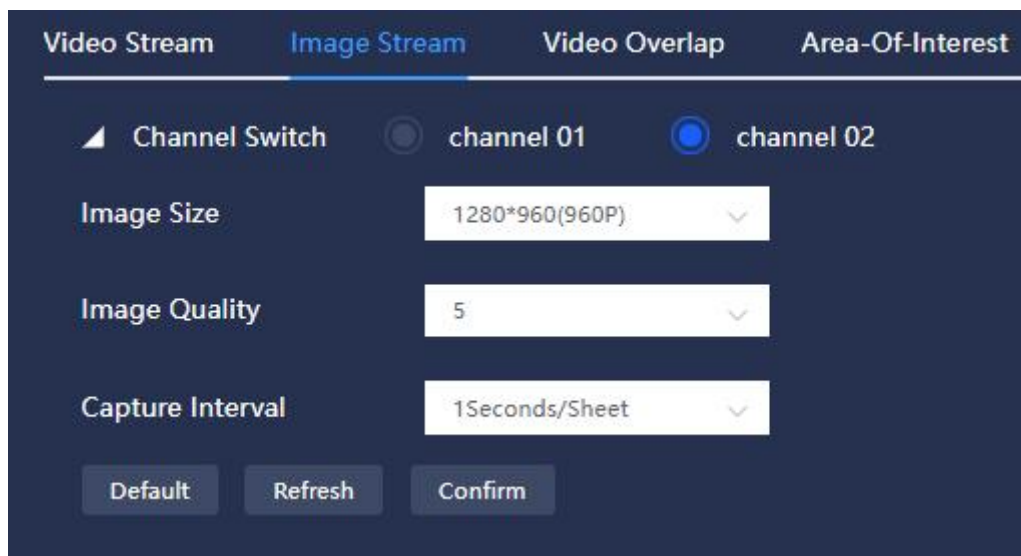 Video Stream Image Stream Video Overlap Area-Of-Interest
Channel Switch channel 01 channel 02
Image Size 1280*960(960P)
Image Quality 5
Capture Interval 1Seconds/Sheet
Default Refresh Confirm